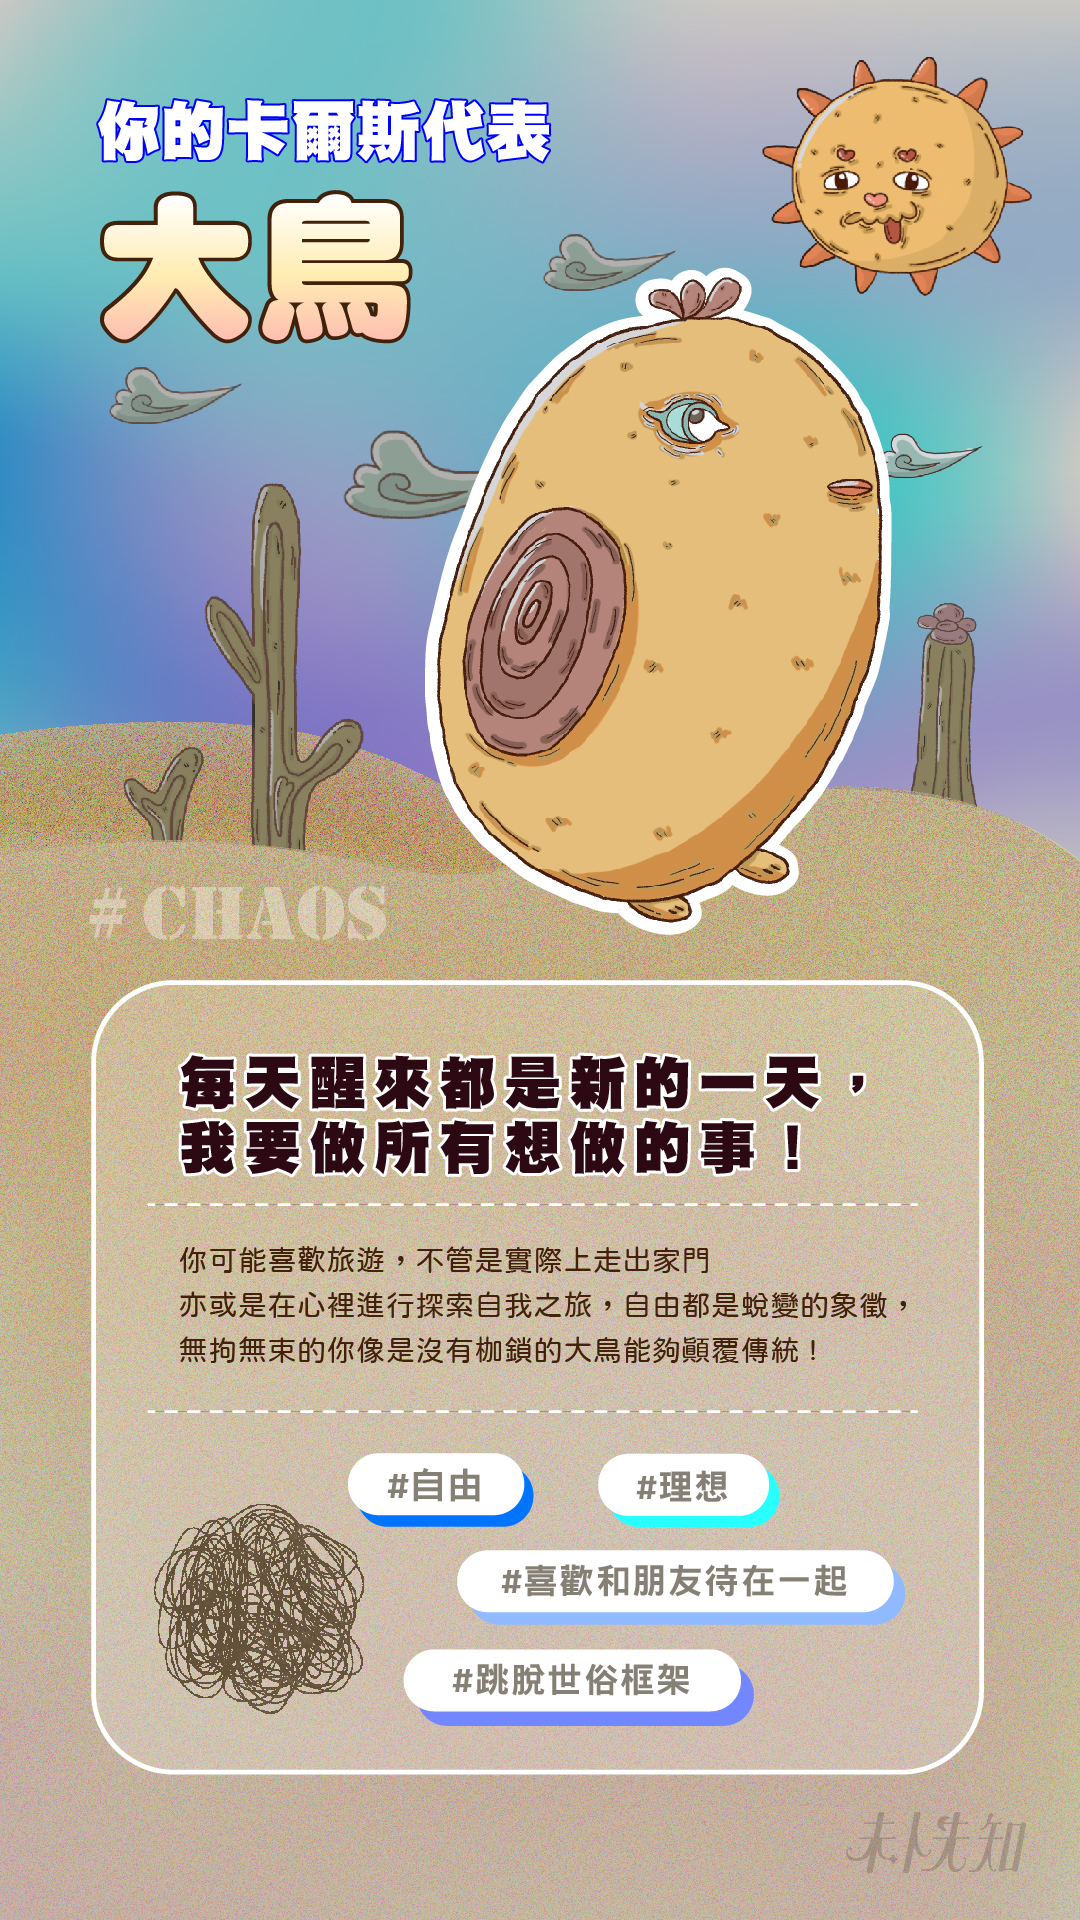 你的卡爾斯代表
大鳥
#CHAOS
每天醒來都是新的一天，
我要做所有想做的事！
你可能喜歡旅遊，不管是實際上走出家門
亦或是在心裡進行探索自我之旅，自由都是蛻變的象徵，
無拘無束的你像是沒有枷鎖的大鳥能夠顛覆傳統！
#自由
#理想
#喜歡和朋友待在一起
#跳脫世俗框架
未卜先知